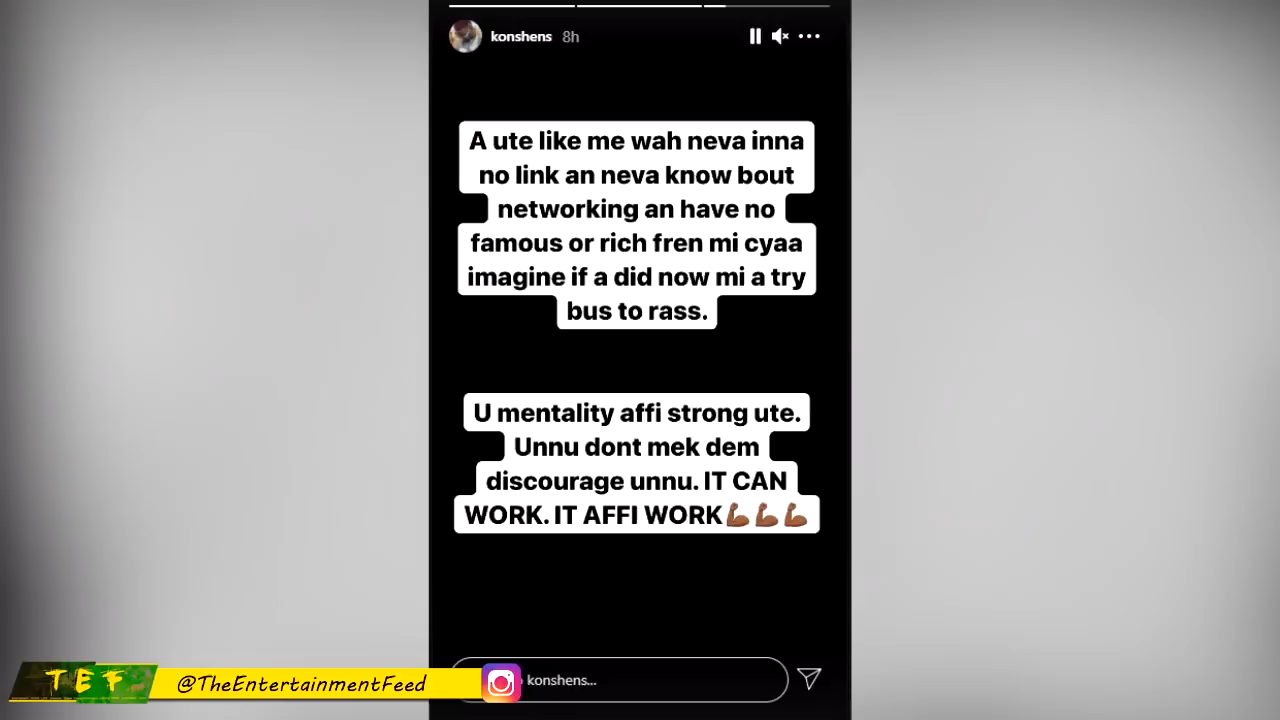 konshens 8h
A ute like me wah neva inna
no link an neva know bout
networking an have no
famous or rich fren mi cyaa
imagine if a did now mi a try
bus to rass.
U mentality affi strong ute.
Unnu dont mek dem
discourage unnu. IT CAN
WORK. IT AFFI WORK💪🏾💪🏾💪🏾
konshens...
TEF
@TheEntertainmentFeed